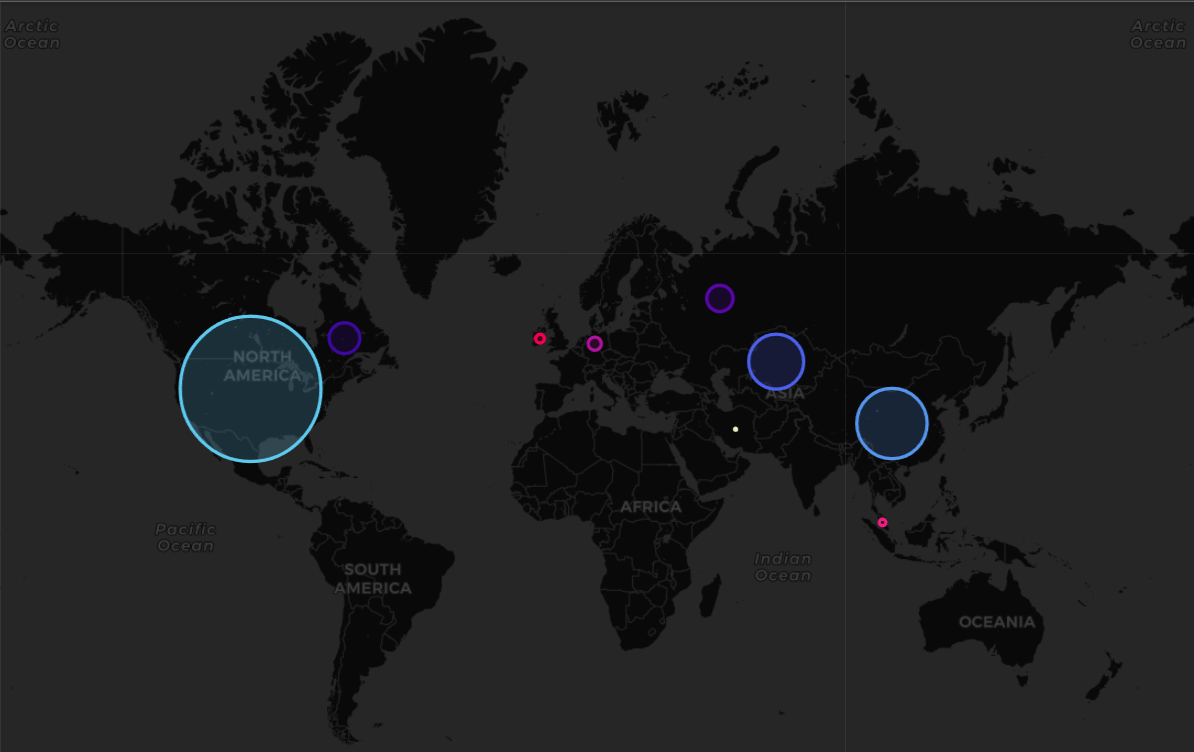 Arctic
Ocean
Arctic
Ocean
NORTH
AMERICA
ASIA
AFRICA
Pacific
Ocean
Indian
Ocean
SOUTH
AMERICA
OCEANIA